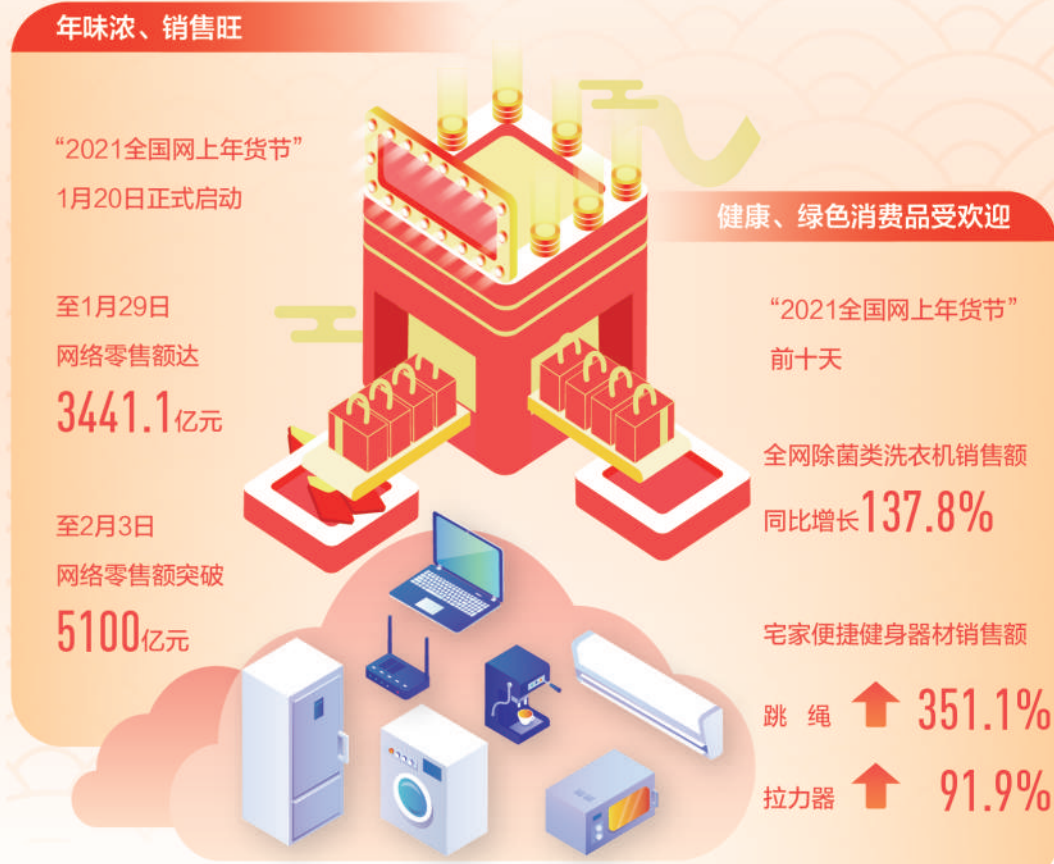 年味浓、销售旺
“2021全国网上年货节”
1月20日正式启动
至1月29日
网络零售额达
3441.1亿元
至2月3日
网络零售额突破
5100亿元
健康、绿色消费品受欢迎
“2021全国网上年货节”
前十天
全网除菌类洗衣机销售额
同比增长137.8%
宅家便捷健身器材销售额
跳 绳 351.1%
拉力器 91.9%